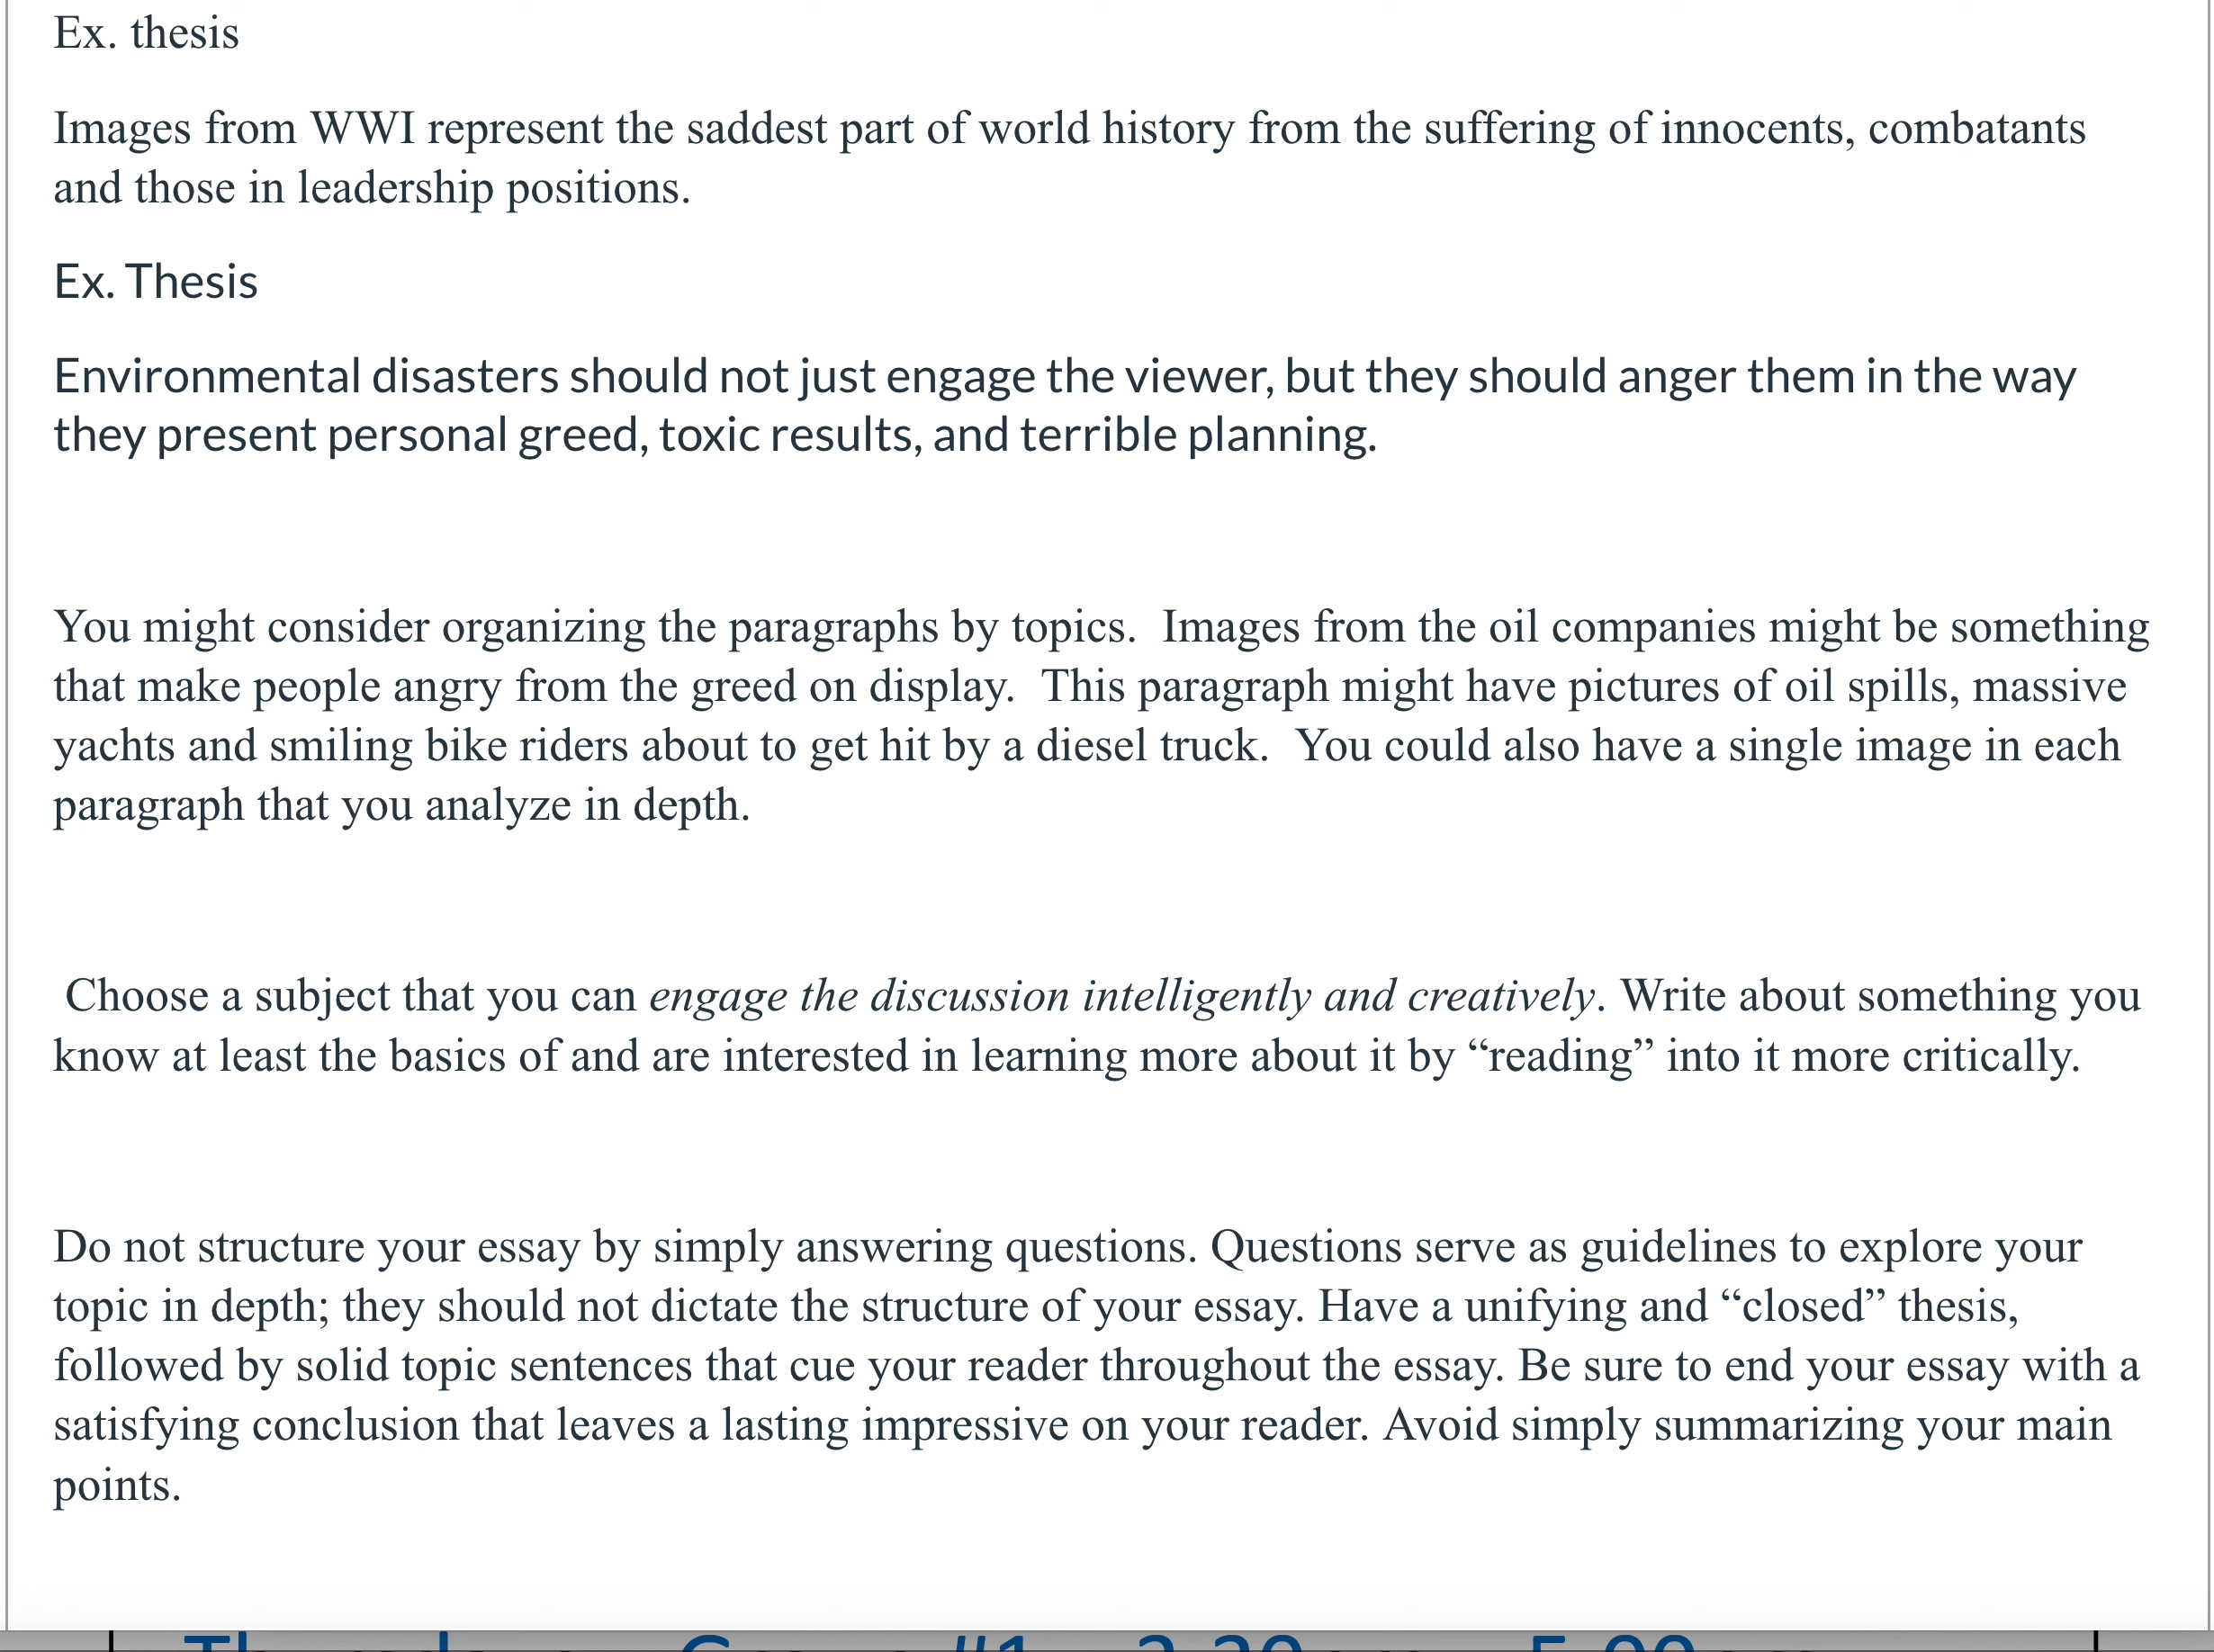 Ex. thesis
Images from WWI represent the saddest part of world history from the suffering of innocents, combatants
and those in leadership positions.
Ex. Thesis
Environmental disasters should not just engage the viewer, but they should anger them in the way
they present personal greed, toxic results, and terrible planning.
You might consider organizing the paragraphs by topics.  Images from the oil companies might be something
that make people angry from the greed on display.  This paragraph might have pictures of oil spills, massive
yachts and smiling bike riders about to get hit by a diesel truck.  You could also have a single image in each
paragraph that you analyze in depth.
Choose a subject that you can engage the discussion intelligently and creatively. Write about something you
know at least the basics of and are interested in learning more about it by “reading” into it more critically.
Do not structure your essay by simply answering questions. Questions serve as guidelines to explore your
topic in depth; they should not dictate the structure of your essay. Have a unifying and “closed” thesis,
followed by solid topic sentences that cue your reader throughout the essay. Be sure to end your essay with a
satisfying conclusion that leaves a lasting impressive on your reader. Avoid simply summarizing your main
points.